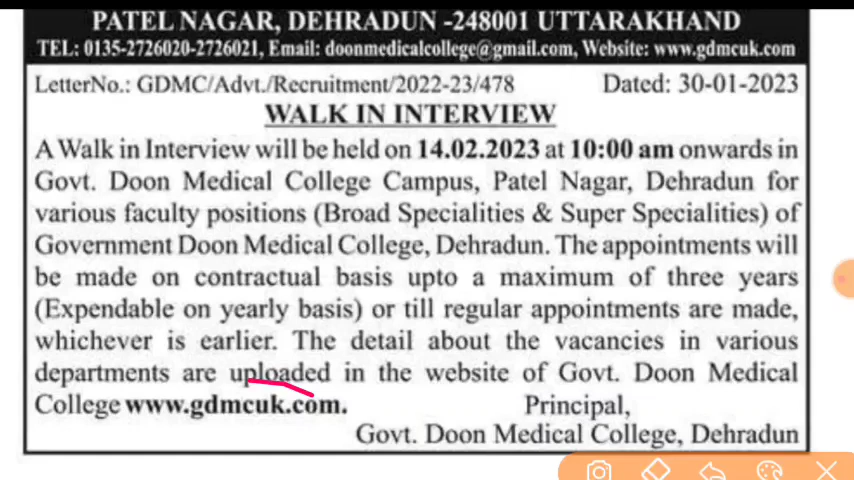 PATEL NAGAR, DEHRADUN -248001 UTTARAKHAND
TEL: 0135-2726020-2726021, Email: doonmedicalcollege@gmail.com, Website: www.gdmcuk.com
LetterNo.: GDMC/Advt./Recruitment/2022-23/478 Dated: 30-01-2023
WALK IN INTERVIEW
A Walk in Interview will be held on 14.02.2023 at 10:00 am onwards in
Govt. Doon Medical College Campus, Patel Nagar, Dehradun for
various faculty positions (Broad Specialities & Super Specialities) of
Government Doon Medical College, Dehradun. The appointments will
be made on contractual basis upto a maximum of three years
(Expendable on yearly basis) or till regular appointments are made,
whichever is earlier. The detail about the vacancies in various
departments are uploaded in the website of Govt. Doon Medical
College www.gdmcuk.com. Principal,
Govt. Doon Medical College, Dehradun